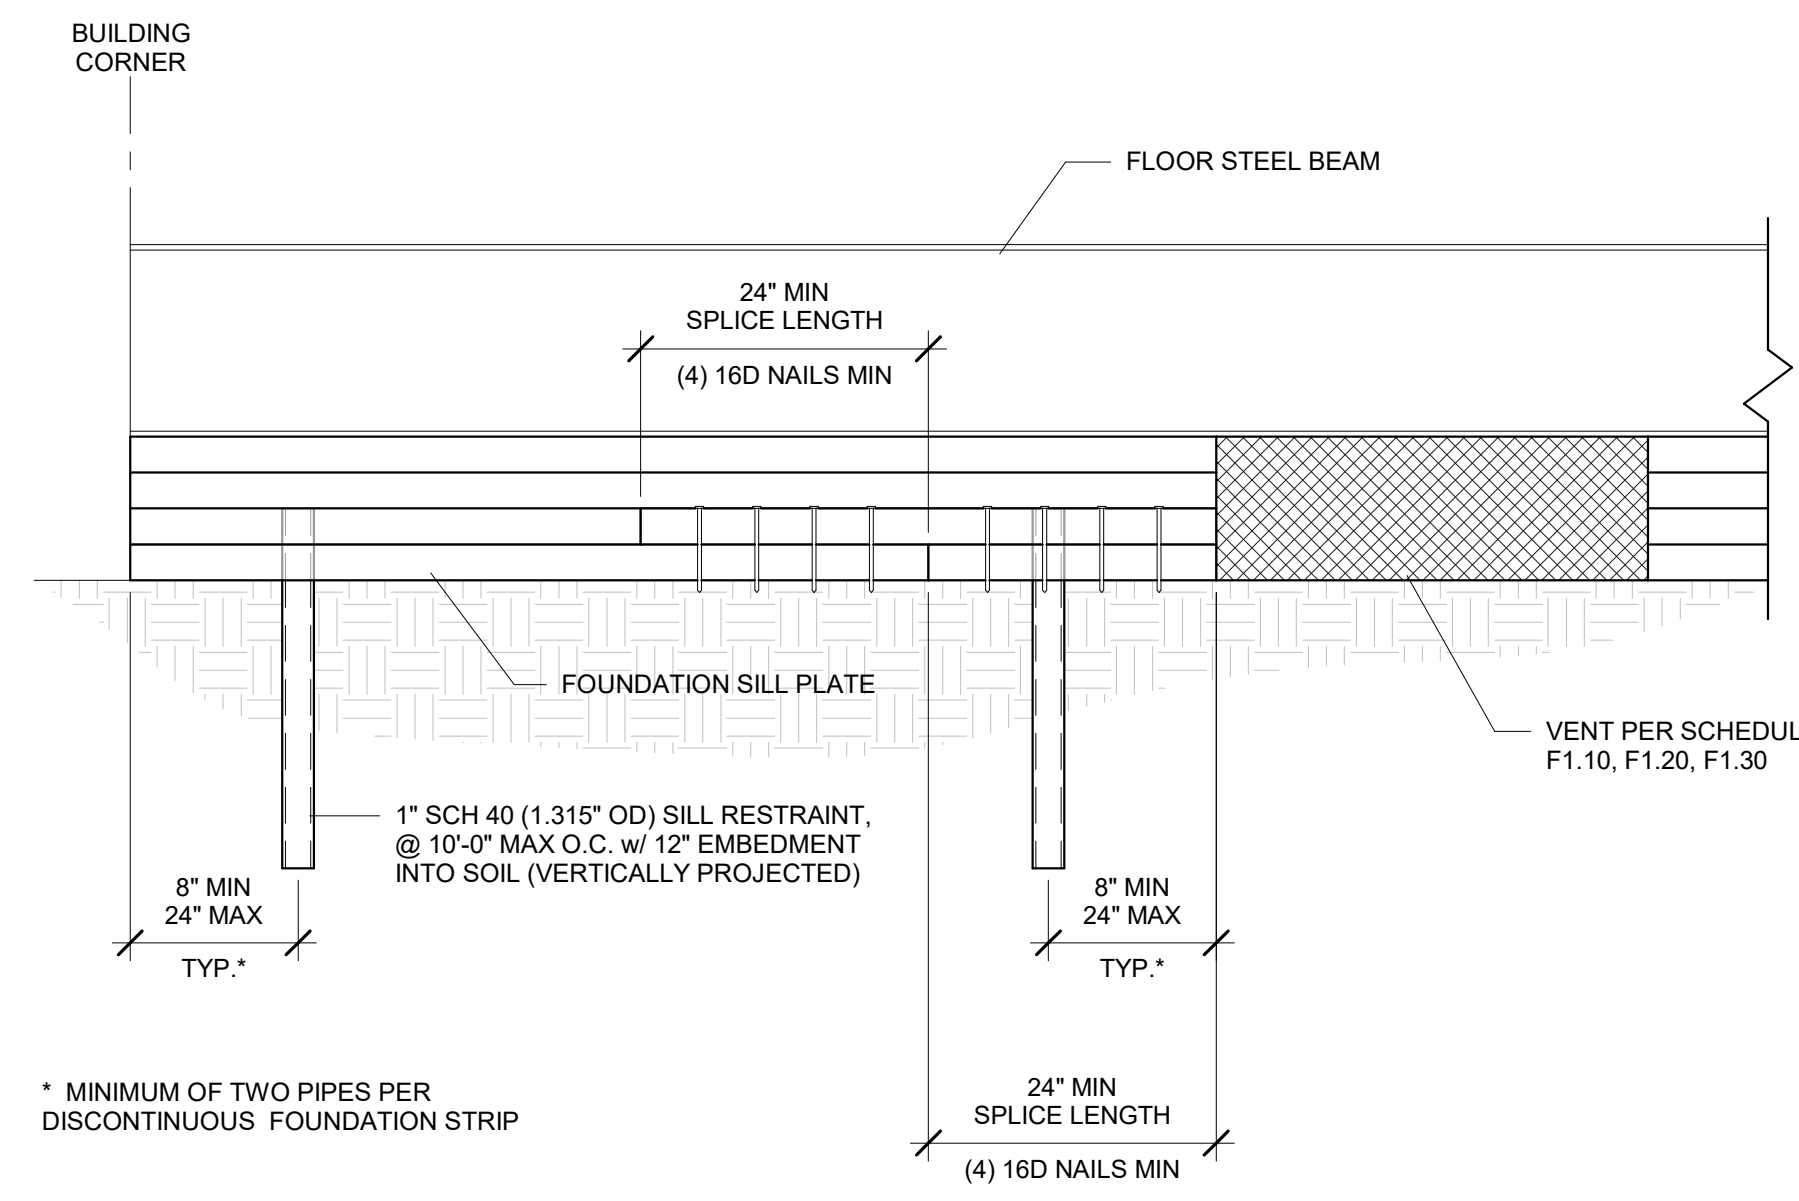 BUILDING
CORNER
FLOOR STEEL BEAM
24" MIN
SPLICE LENGTH
(4) 16D NAILS MIN
FOUNDATION SILL PLATE
VENT PER SCHEDUL
F1.10, F1.20, F1.30
1" SCH 40 (1.315" OD) SILL RESTRAINT,
@ 10'-0" MAX O.C. w/ 12" EMBEDMENT
INTO SOIL (VERTICALLY PROJECTED)
8" MIN
24" MAX
TYP.*
8" MIN
24" MAX
TYP.*
* MINIMUM OF TWO PIPES PER
DISCONTINUOUS FOUNDATION STRIP
24" MIN
SPLICE LENGTH
(4) 16D NAILS MIN